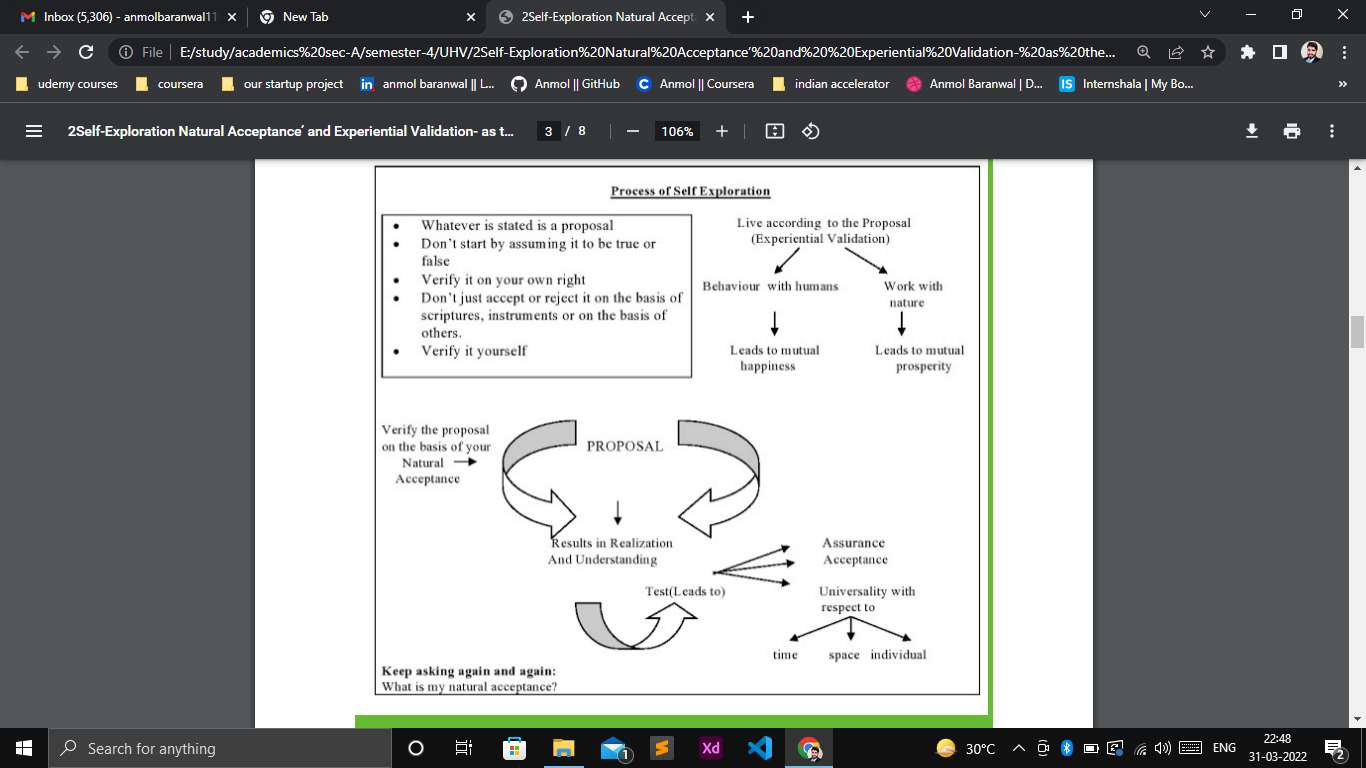 Inbox (5,306) - anmolbaranwal11
New Tab
2Self-Exploration Natural Accept
File
E:/study/academics%20sec-A/semester-4/UHV/2Self-Exploration%20Natural%20Acceptance'%20and%20%20Experiential%20Validation-%20as%20the...
udemy courses
coursera
our startup project
in anmol baranwal || L...
Anmol || GitHub
C Anmol || Coursera
indian accelerator
Anmol Baranwal | D...
IS Internshala | My Bo...
»
2Self-Exploration Natural Acceptance' and Experiential Validation- as t...
3 / 8
106%
Process of Self Exploration
• Whatever is stated is a proposal
• Don't start by assuming it to be true or
false
• Verify it on your own right
• Don't just accept or reject it on the basis of
scriptures, instruments or on the basis of
others.
• Verify it yourself
Live according to the Proposal
(Experiential Validation)
Behaviour with humans
Work with
nature
Leads to mutual
happiness
Leads to mutual
prosperity
Verify the proposal
on the basis of your
Natural
Acceptance
PROPOSAL
Results in Realization
And Understanding
Test(Leads to)
Assurance
Acceptance
Universality with
respect to
time space individual
Keep asking again and again:
What is my natural acceptance?
Search for anything
1
Xd
30°C
ENG
22:48
31-03-2022
2